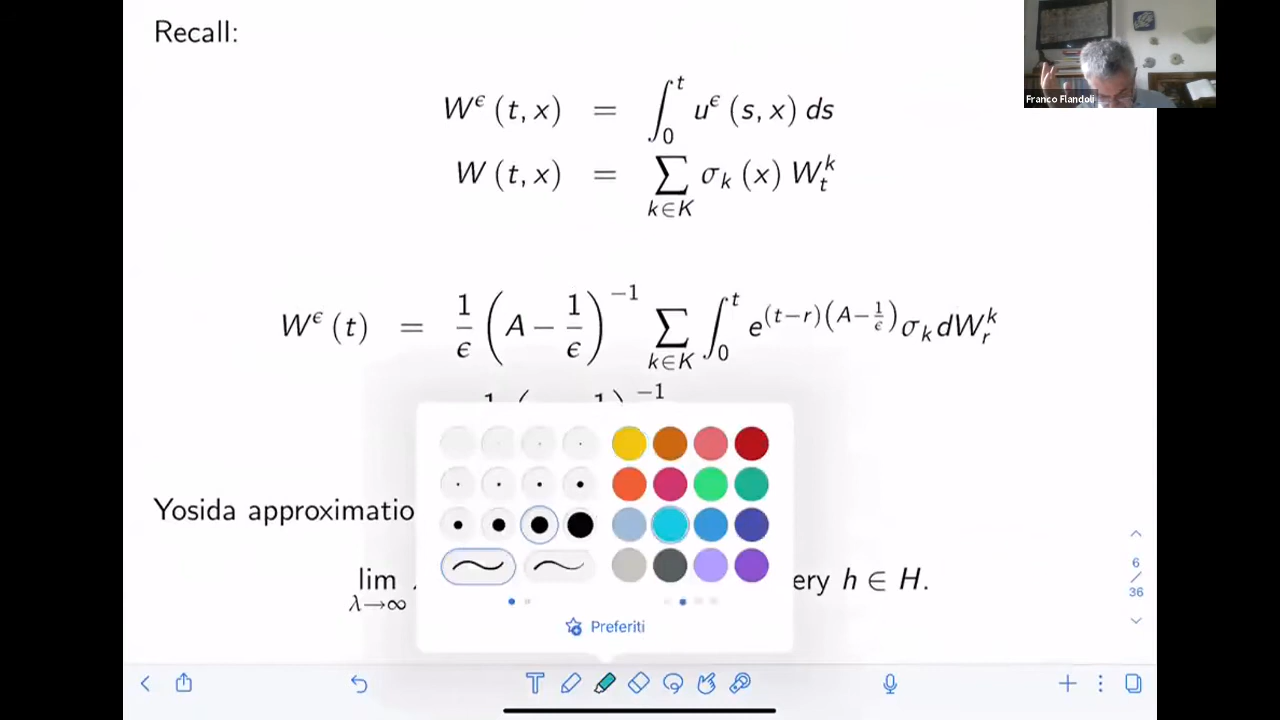 Recall:
Franco Flandoli
W^ϵ (t, x) = ∫_0^t u^ϵ (s, x) ds
W (t, x) = ∑_{k∈K} σ_k (x) W_t^k
W^ϵ (t) = 1/ϵ (A − 1/ϵ)^{−1} ∑_{k∈K} ∫_0^t e^{(t−r)(A−1/ϵ)} σ_k dW_r^k
−1
Yosida approximatio
lim_{λ→∞} ery h ∈ H.
Preferiti
6 / 36